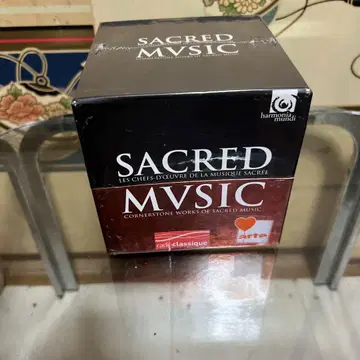 SACRED
MVSIC
harmonia
mundi
SACRED
LES CHEFS-D'ŒUVRE DE LA MUSIQUE SACRÉE
MVSIC
CORNERSTONE WORKS OF SACRED MUSIC
classique
arte